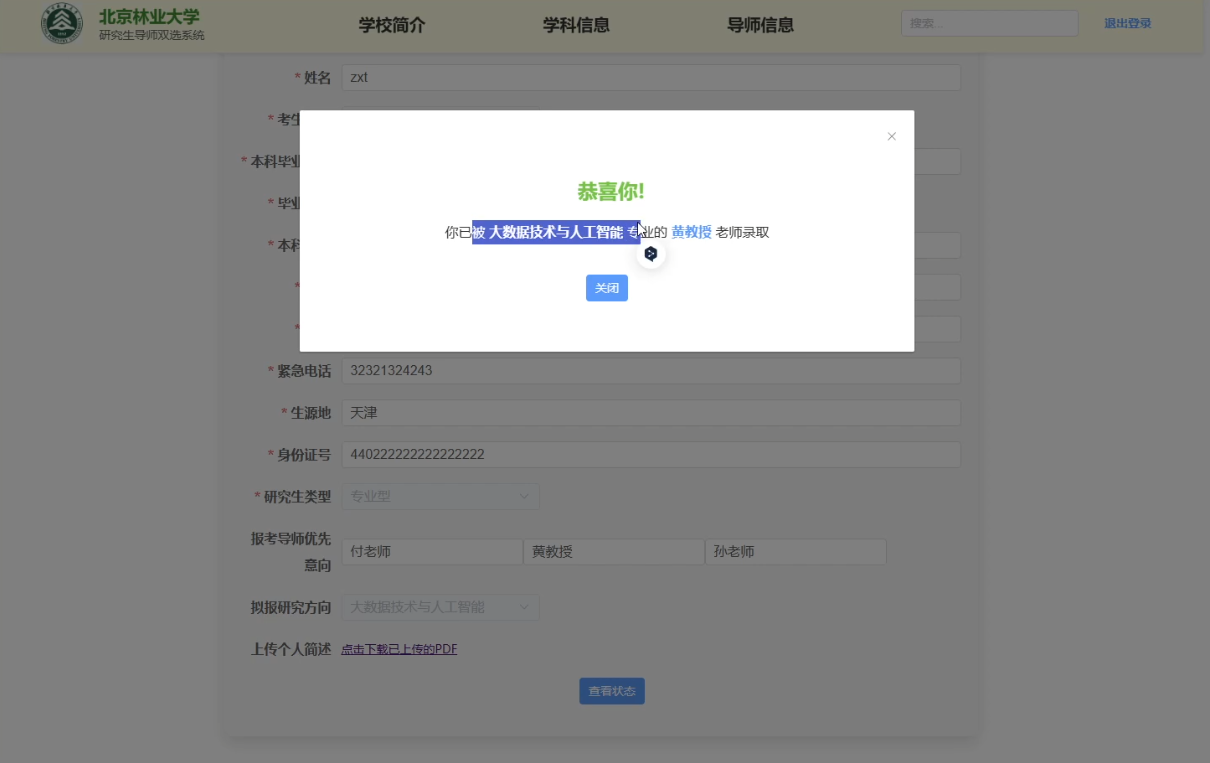 北京林业大学
研究生导师双选系统
学校简介
学科信息
导师信息
搜索...
退出登录
* 姓名 zxt
* 考生
* 本科毕业
* 毕业
* 本科
*
*
恭喜你!
你已被 大数据技术与人工智能 专业的 黄教授 老师录取
关闭
* 紧急电话 32321324243
* 生源地 天津
* 身份证号 440222222222222222
* 研究生类型 专业型
报考导师优先
意向
付老师 黄教授 孙老师
拟报研究方向 大数据技术与人工智能
上传个人简述 点击下载已上传的PDF
查看状态